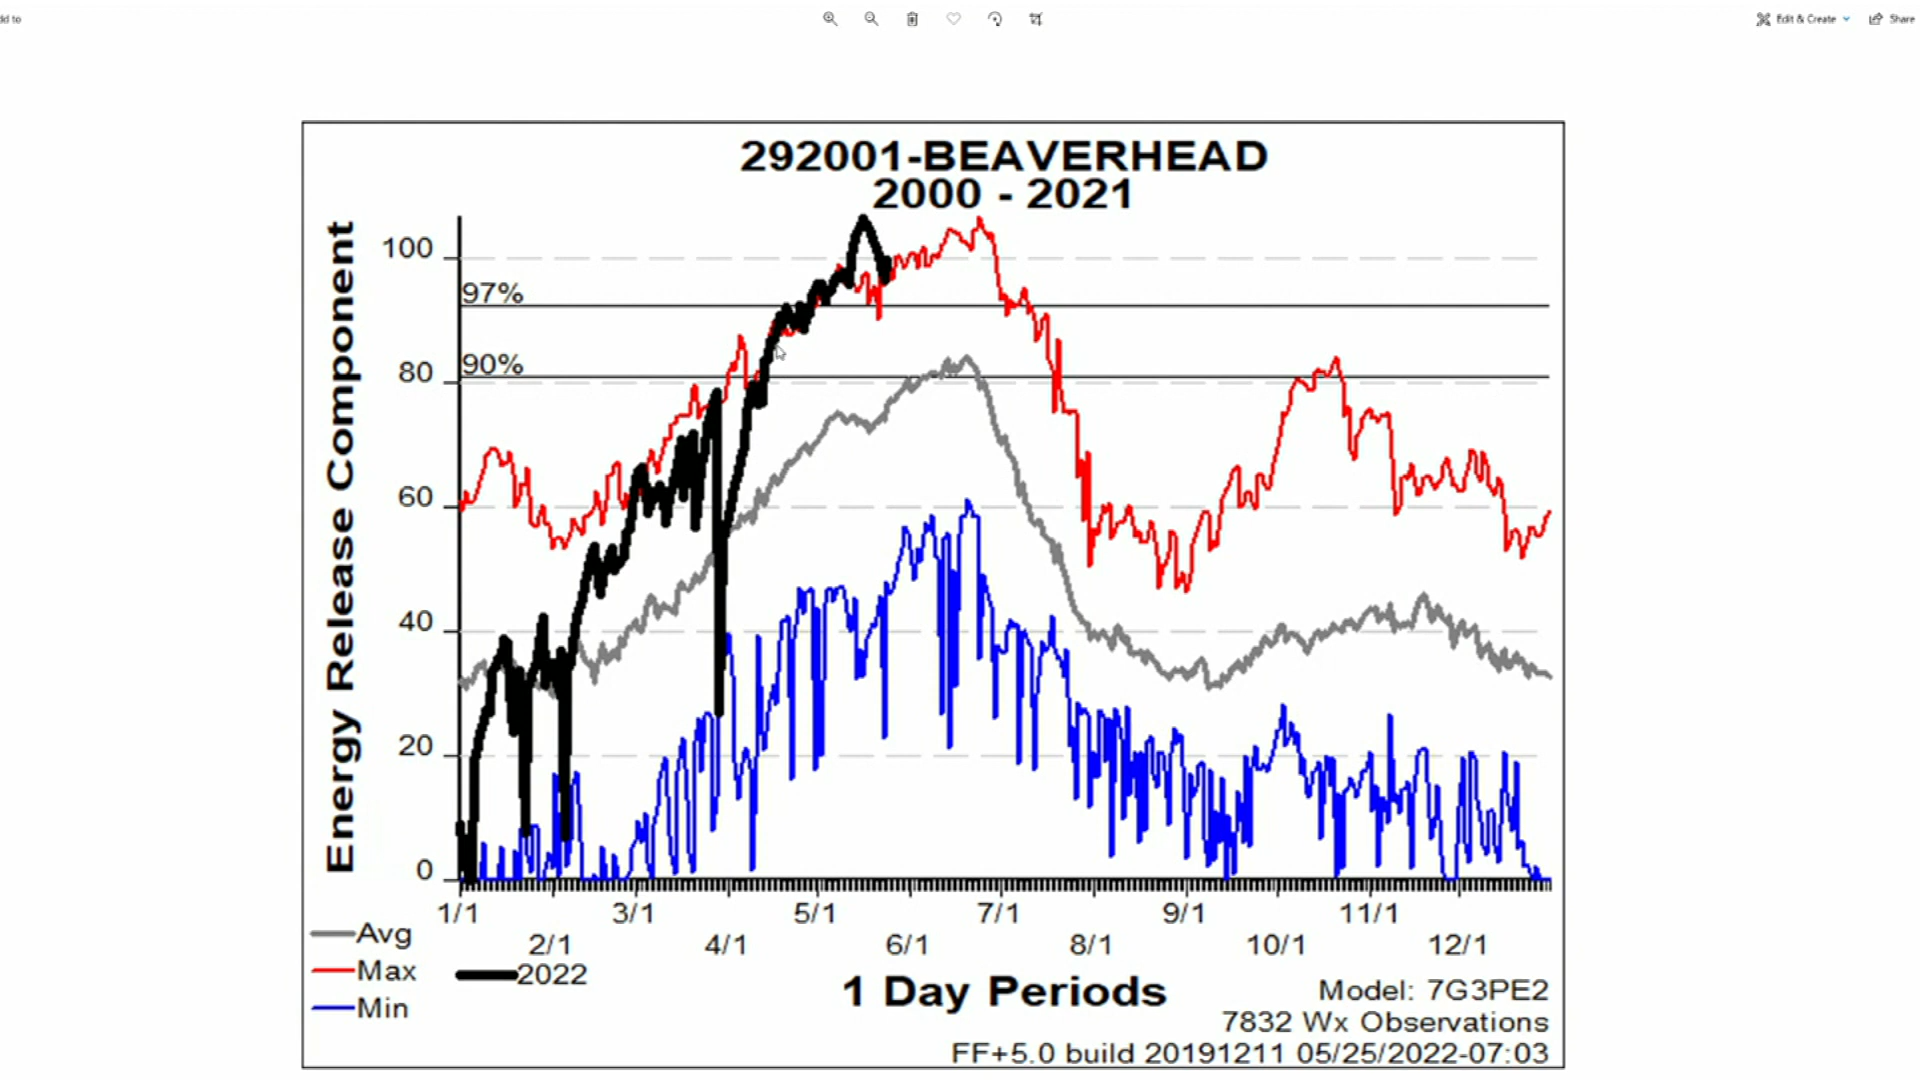 dd to
Edit & Create
Share
292001-BEAVERHEAD
2000 - 2021
Energy Release Component
100
97%
90%
80
60
40
20
0
1/1
3/1
5/1
7/1
9/1
11/1
2/1
4/1
6/1
8/1
10/1
12/1
Avg
Max
Min
2022
1 Day Periods
Model: 7G3PE2
7832 Wx Observations
FF+5.0 build 20191211 05/25/2022-07:03